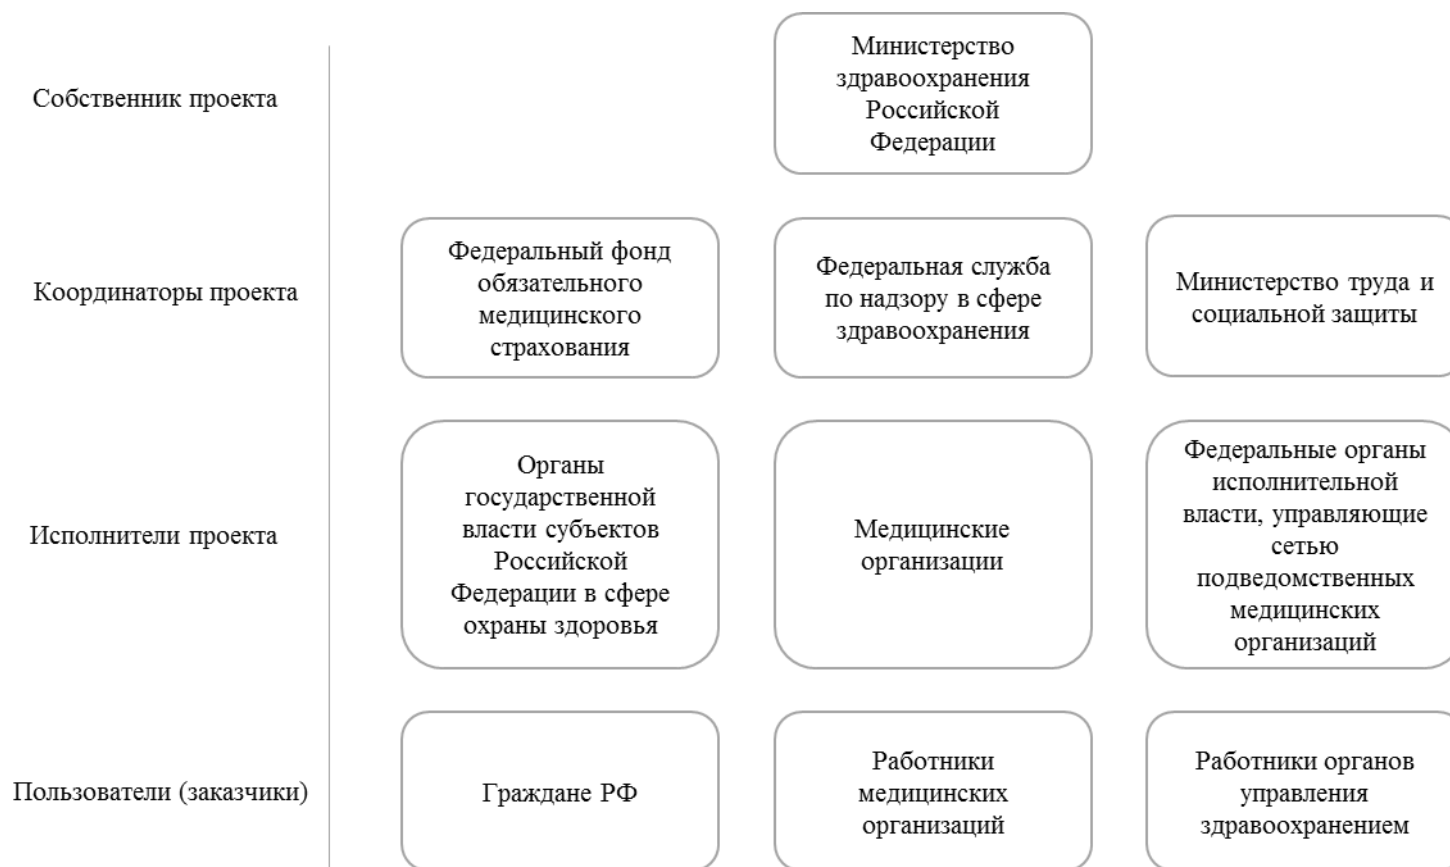 Собственник проекта
Министерство
здравоохранения
Российской
Федерации
Координаторы проекта
Федеральный фонд
обязательного
медицинского
страхования
Федеральная служба
по надзору в сфере
здравоохранения
Министерство труда и
социальной защиты
Исполнители проекта
Органы
государственной
власти субъектов
Российской
Федерации в сфере
охраны здоровья
Медицинские
организации
Федеральные органы
исполнительной
власти, управляющие
сетью
подведомственных
медицинских
организаций
Пользователи (заказчики)
Граждане РФ
Работники
медицинских
организаций
Работники органов
управления
здравоохранением